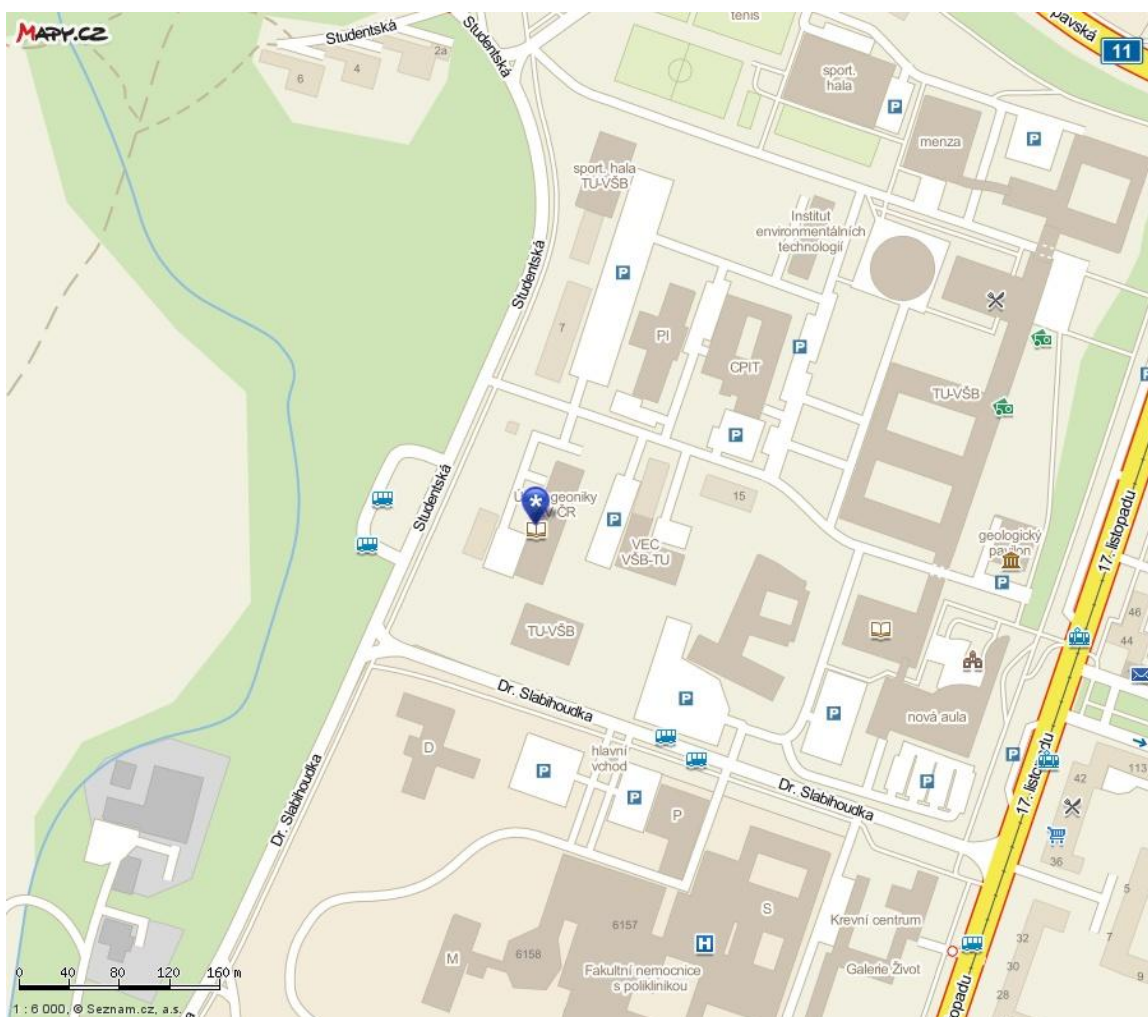 MAPY.CZ
Studentská
Studentská
2a
4
6
tenis
pavská
11
sport.
hala
P
menza
P
sport. hala
TU-VŠB
Institut
environmentálních
technologií
Studentská
P
7
PI
CPIT
P
TU-VŠB
P
P
Studentská
ČR
P
15
VEC
VŠB-TU
geologický
pavilon
P
17. listopadu
46
44
TU-VŠB
Dr. Slabihoudka
P
P
nová aula
D
hlavní
vchod
P
P
P
P
P
Dr. Slabihoudka
17. listopadu
42
113
36
5
Dr. Slabihoudka
S
6157
6158
M
H
Fakultní nemocnice
s poliklinikou
Krevní centrum
Galerie Život
32
30
28
7
9
opadu
0 40 80 120 160 m
1 : 6 000, © Seznam.cz, a.s.